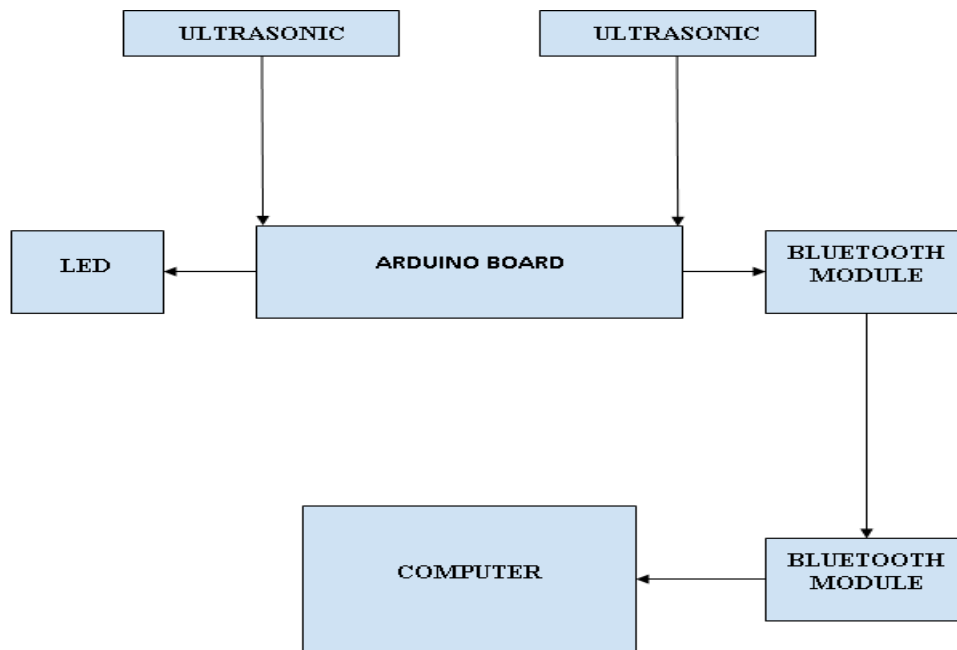 ULTRASONIC
ULTRASONIC
LED
ARDUINO BOARD
BLUETOOTH
MODULE
COMPUTER
BLUETOOTH
MODULE